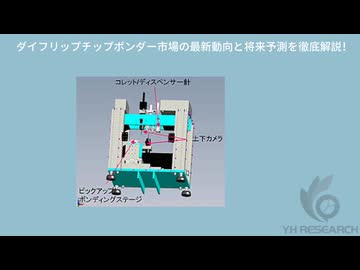 ダイフリップチップボンダー市場の最新動向と将来予測を徹底解説!
コレット/ディスペンサー針
上下カメラ
ピックアップ/
ボンディングステージ
YH RESEARCH